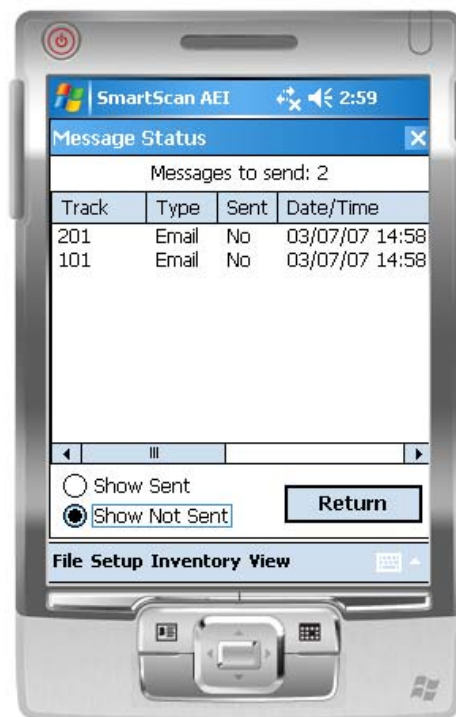 SmartScan AEI 2:59
Message Status
Messages to send: 2
Track Type Sent Date/Time
201 Email No 03/07/07 14:58
101 Email No 03/07/07 14:58
Show Sent
Show Not Sent
Return
File Setup Inventory View